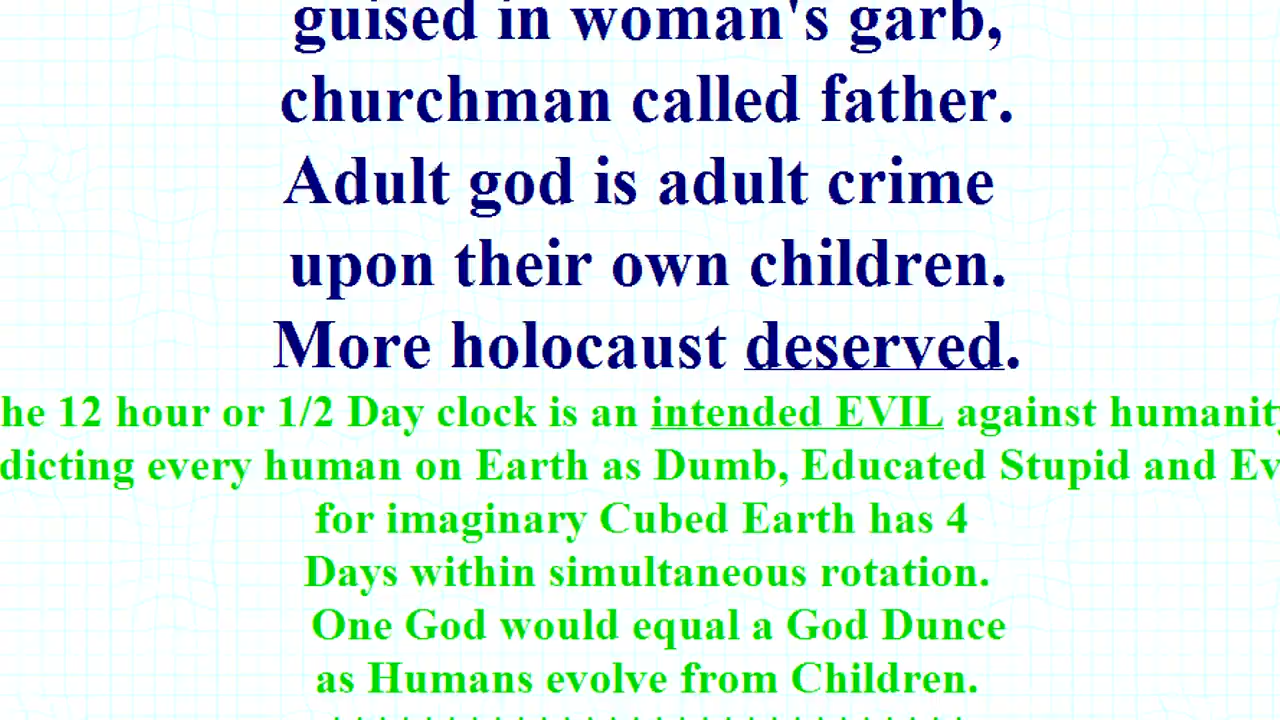 guised in woman's garb,
churchman called father.
Adult god is adult crime
upon their own children.
More holocaust deserved.
he 12 hour or 1/2 Day clock is an intended EVIL against humanity
dicting every human on Earth as Dumb, Educated Stupid and Ev
for imaginary Cubed Earth has 4
Days within simultaneous rotation.
One God would equal a God Dunce
as Humans evolve from Children.